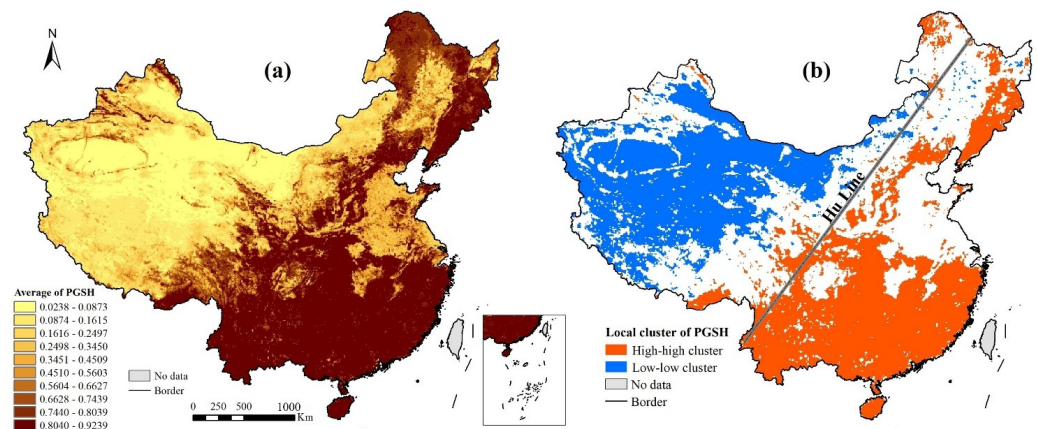 N
(a)
Average of PGSH
0.0238 - 0.0873
0.0874 - 0.1615
0.1616 - 0.2497
0.2498 - 0.3450
0.3451 - 0.4509
0.4510 - 0.5603
0.5604 - 0.6627
0.6628 - 0.7439
0.7440 - 0.8039
0.8040 - 0.9239
No data
Border
0 250 500 1000
Km
(b)
Hu Line
Local cluster of PGSH
High-high cluster
Low-low cluster
No data
Border